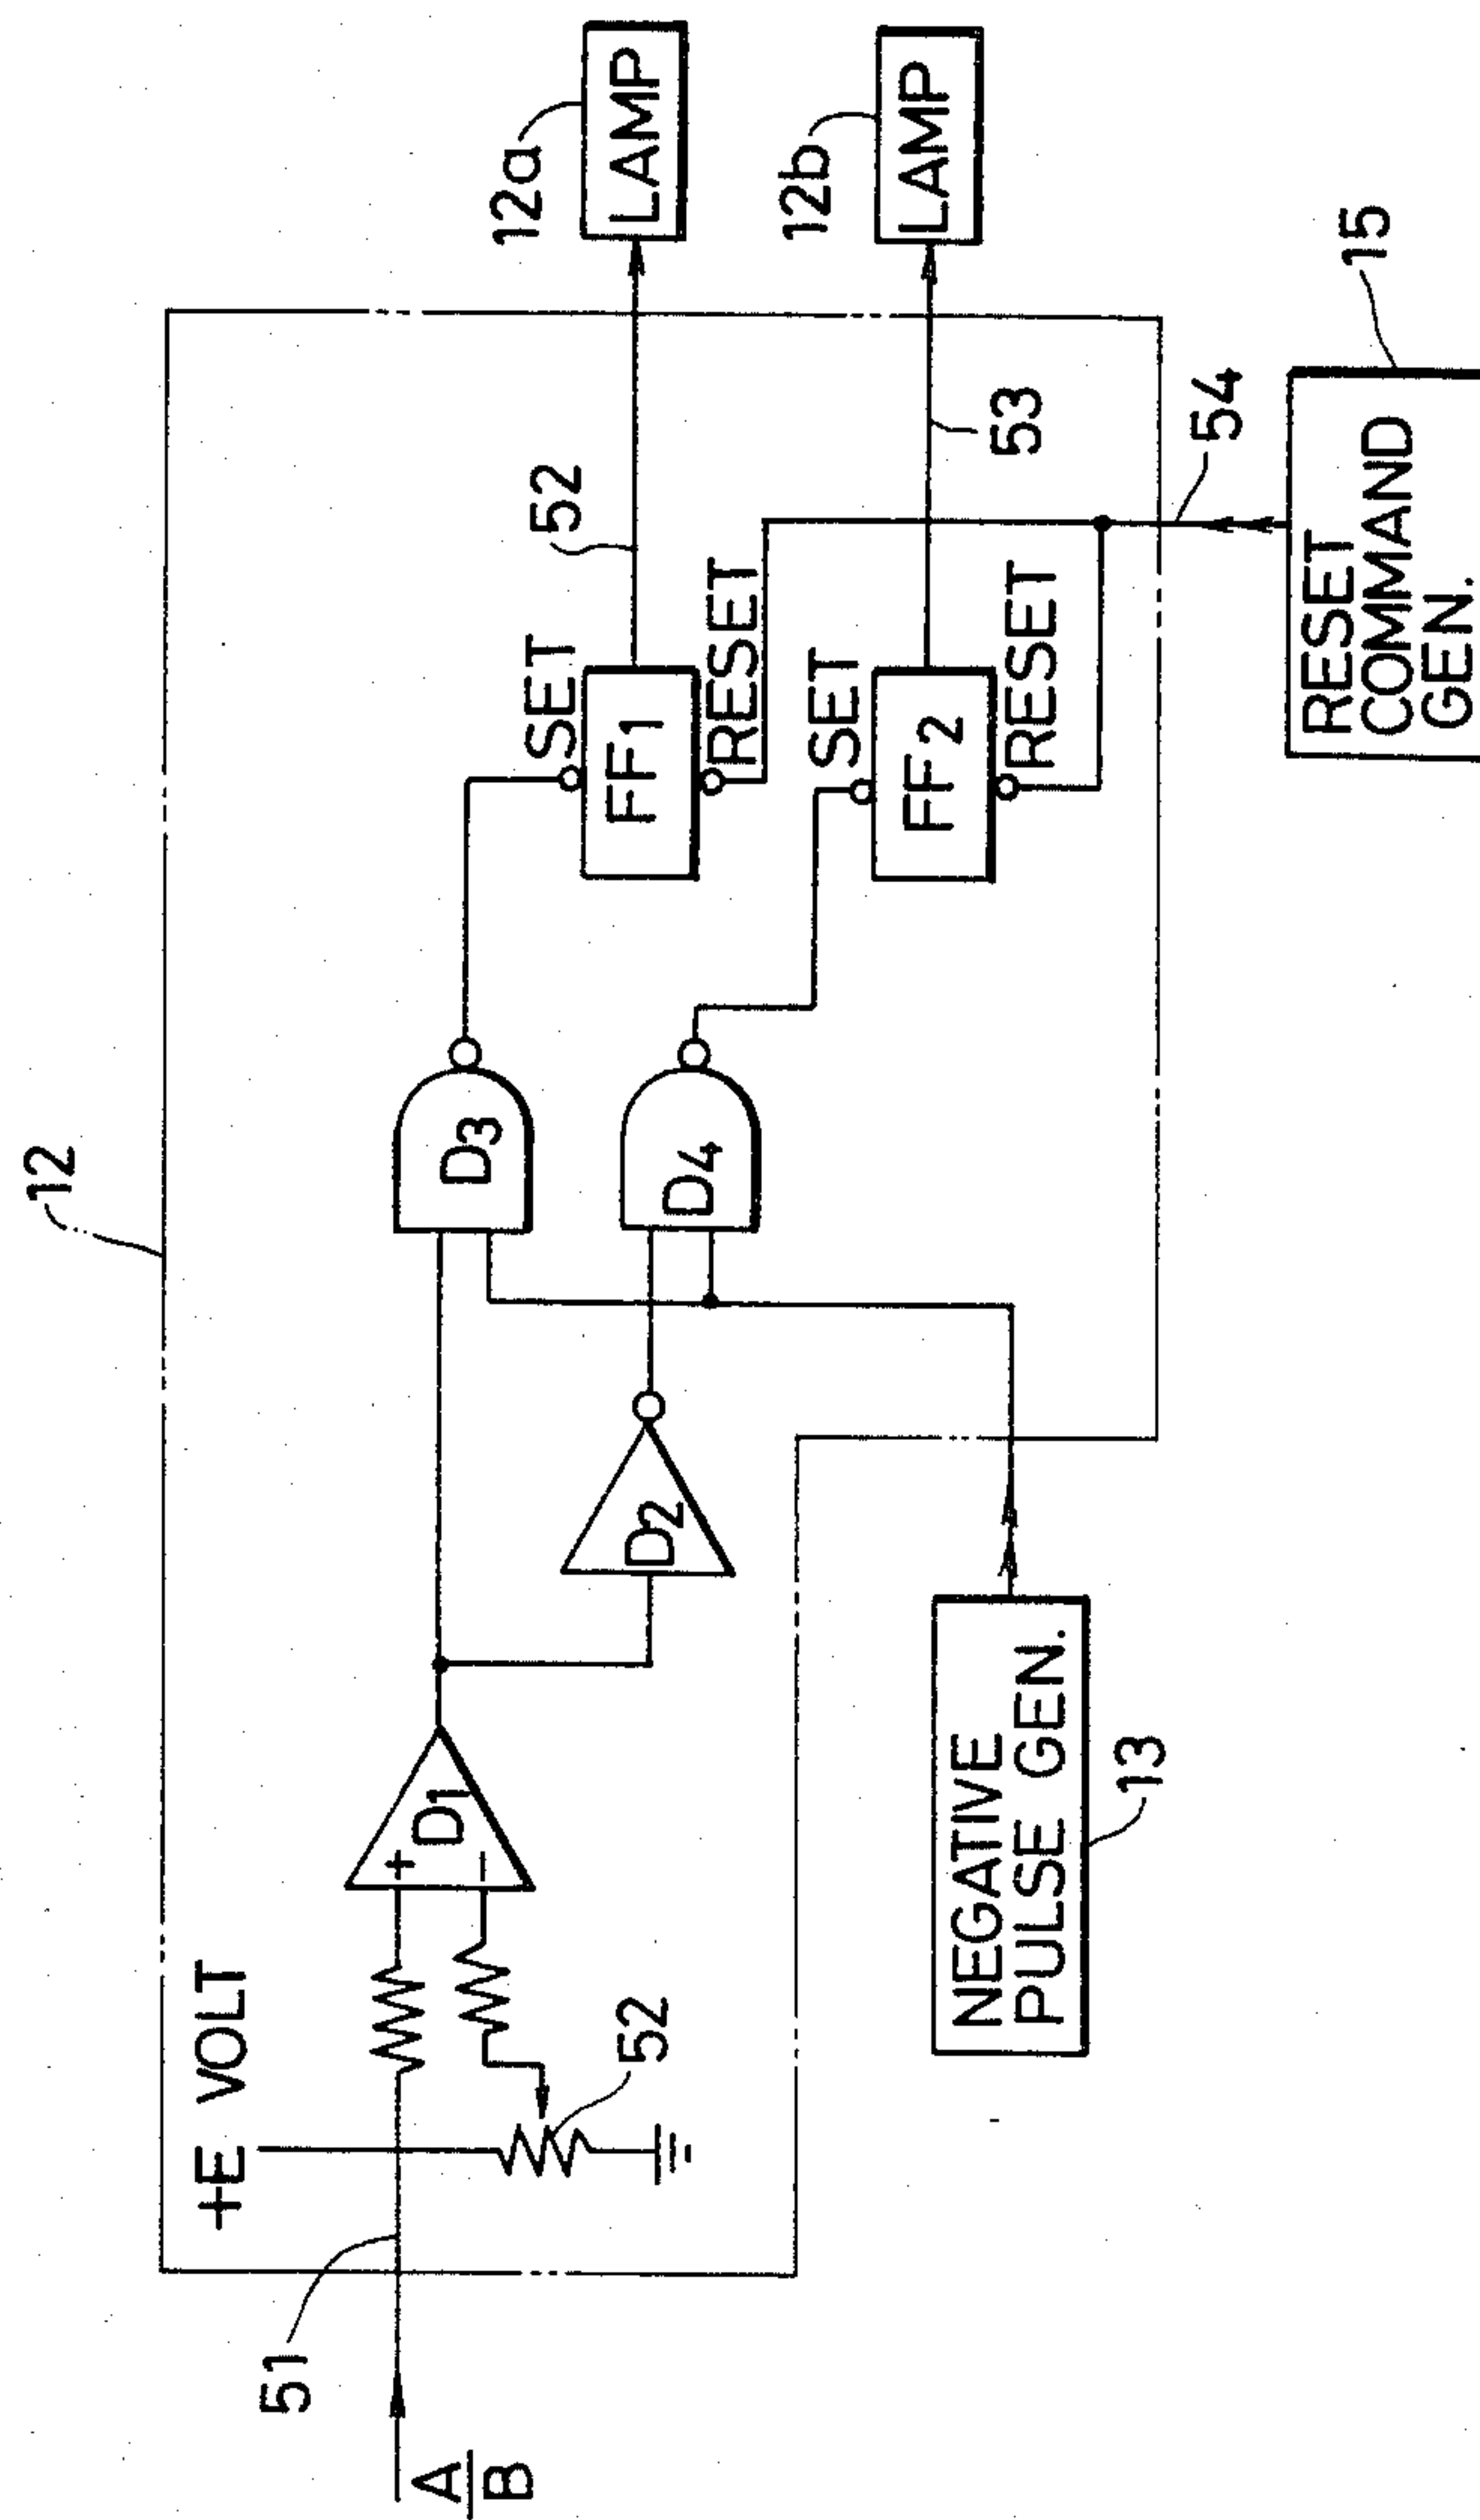 12
+E VOLT
51
A
B
52
+
−
D1
D2
D3
D4
NEGATIVE
PULSE GEN.
13
SET
FF1
RESET
SET
FF2
RESET
52
53
54
12a
LAMP
12b
LAMP
15
RESET
COMMAND
GEN.